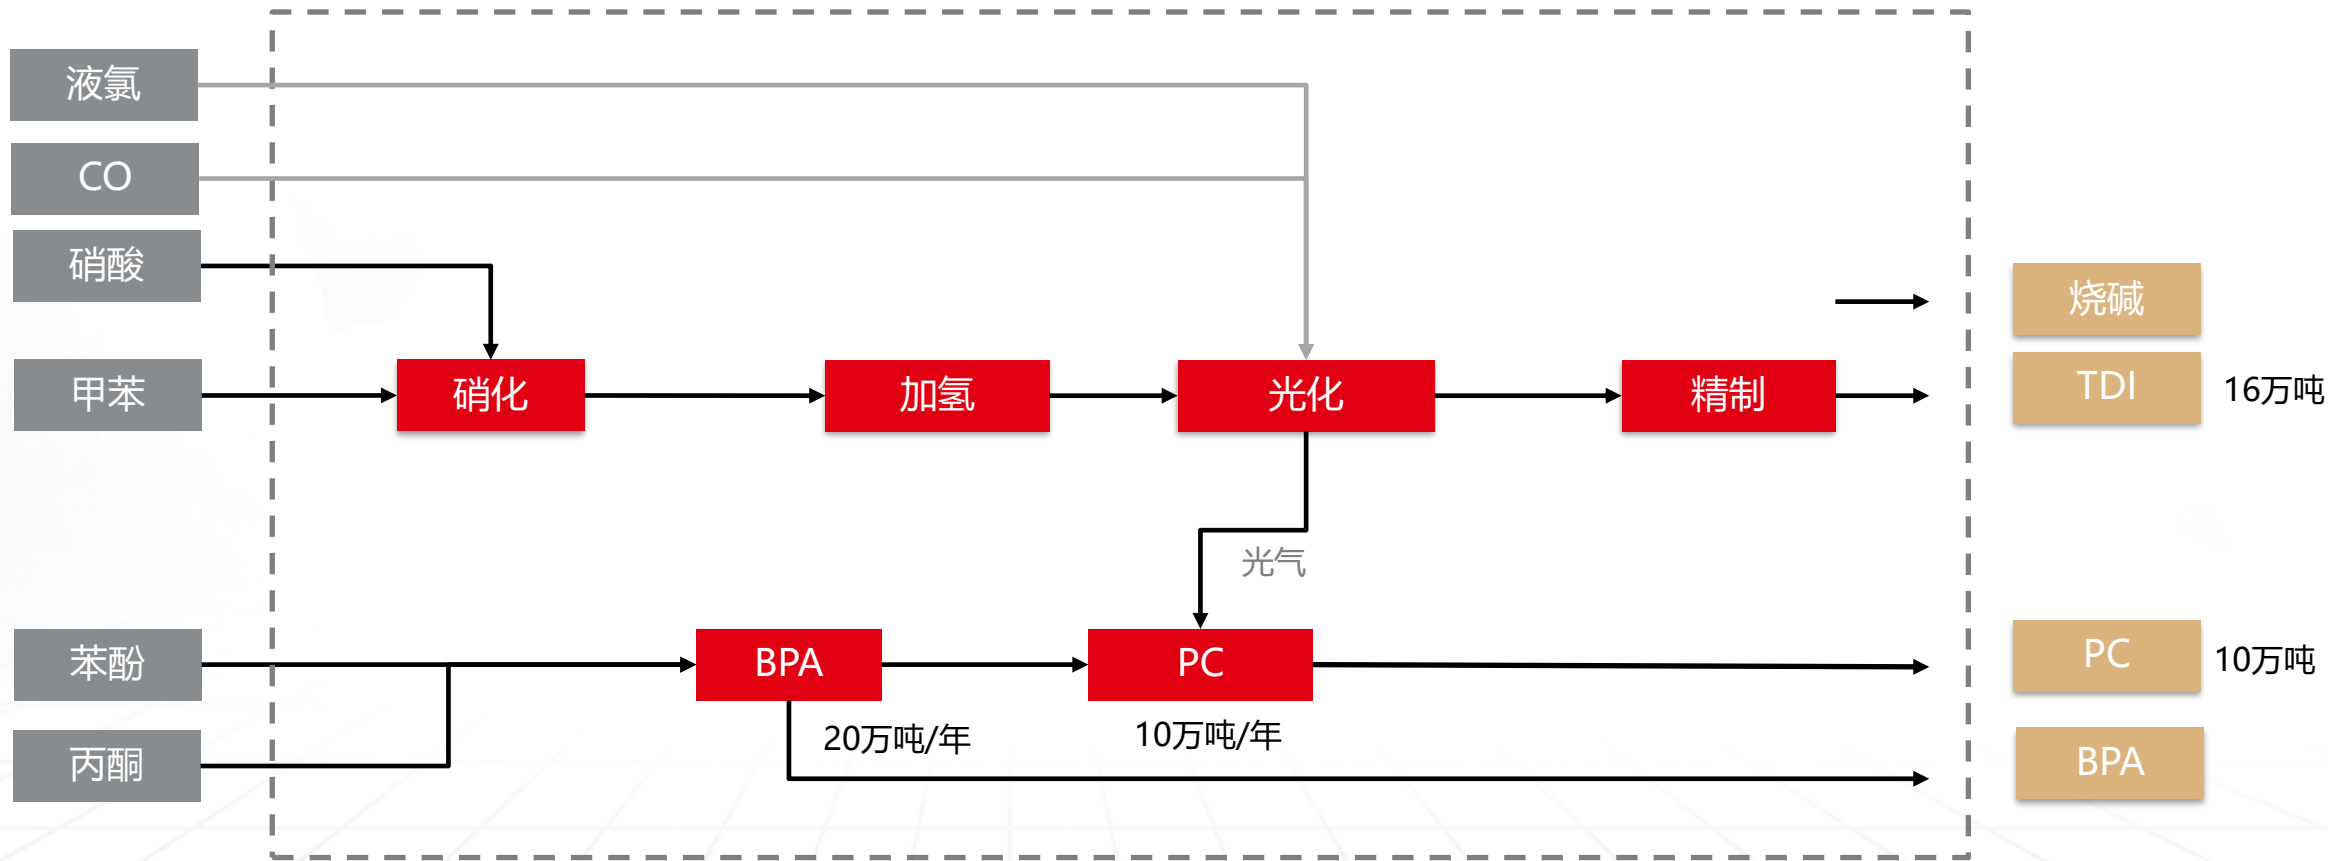 液氯
CO
硝酸
烧碱
甲苯
硝化
加氢
光化
精制
TDI
16万吨
光气
苯酚
BPA
PC
PC
10万吨
20万吨/年
10万吨/年
丙酮
BPA